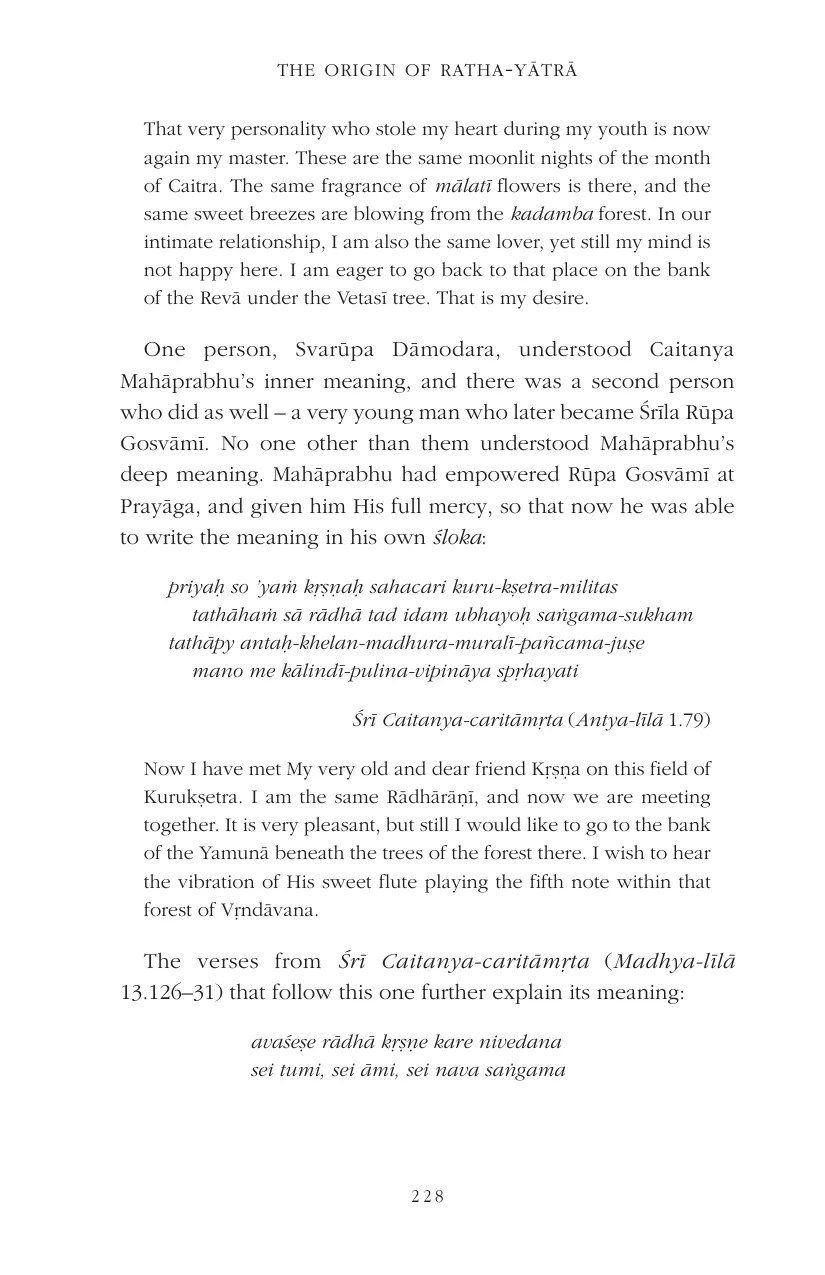 THE ORIGIN OF RATHA-YĀTRĀ
That very personality who stole my heart during my youth is now
again my master. These are the same moonlit nights of the month
of Caitra. The same fragrance of mālatī flowers is there, and the
same sweet breezes are blowing from the kadamba forest. In our
intimate relationship, I am also the same lover, yet still my mind is
not happy here. I am eager to go back to that place on the bank
of the Revā under the Vetasī tree. That is my desire.
One person, Svarūpa Dāmodara, understood Caitanya
Mahāprabhu’s inner meaning, and there was a second person
who did as well – a very young man who later became Śrīla Rūpa
Gosvāmī. No one other than them understood Mahāprabhu’s
deep meaning. Mahāprabhu had empowered Rūpa Gosvāmī at
Prayāga, and given him His full mercy, so that now he was able
to write the meaning in his own śloka:
priyaḥ so ’yaṁ kṛṣṇaḥ sahacari kuru-kṣetra-militas
tathāhaṁ sā rādhā tad idam ubhayoḥ saṅgama-sukham
tathāpy antaḥ-khelan-madhura-muralī-pañcama-juṣe
mano me kālindī-pulina-vipināya spṛhayati
Śrī Caitanya-caritāmṛta (Antya-līlā 1.79)
Now I have met My very old and dear friend Kṛṣṇa on this field of
Kurukṣetra. I am the same Rādhārāṇī, and now we are meeting
together. It is very pleasant, but still I would like to go to the bank
of the Yamunā beneath the trees of the forest there. I wish to hear
the vibration of His sweet flute playing the fifth note within that
forest of Vṛndāvana.
The verses from Śrī Caitanya-caritāmṛta (Madhya-līlā
13.126–31) that follow this one further explain its meaning:
avaśeṣe rādhā kṛṣṇe kare nivedana
sei tumi, sei āmi, sei nava saṅgama
228